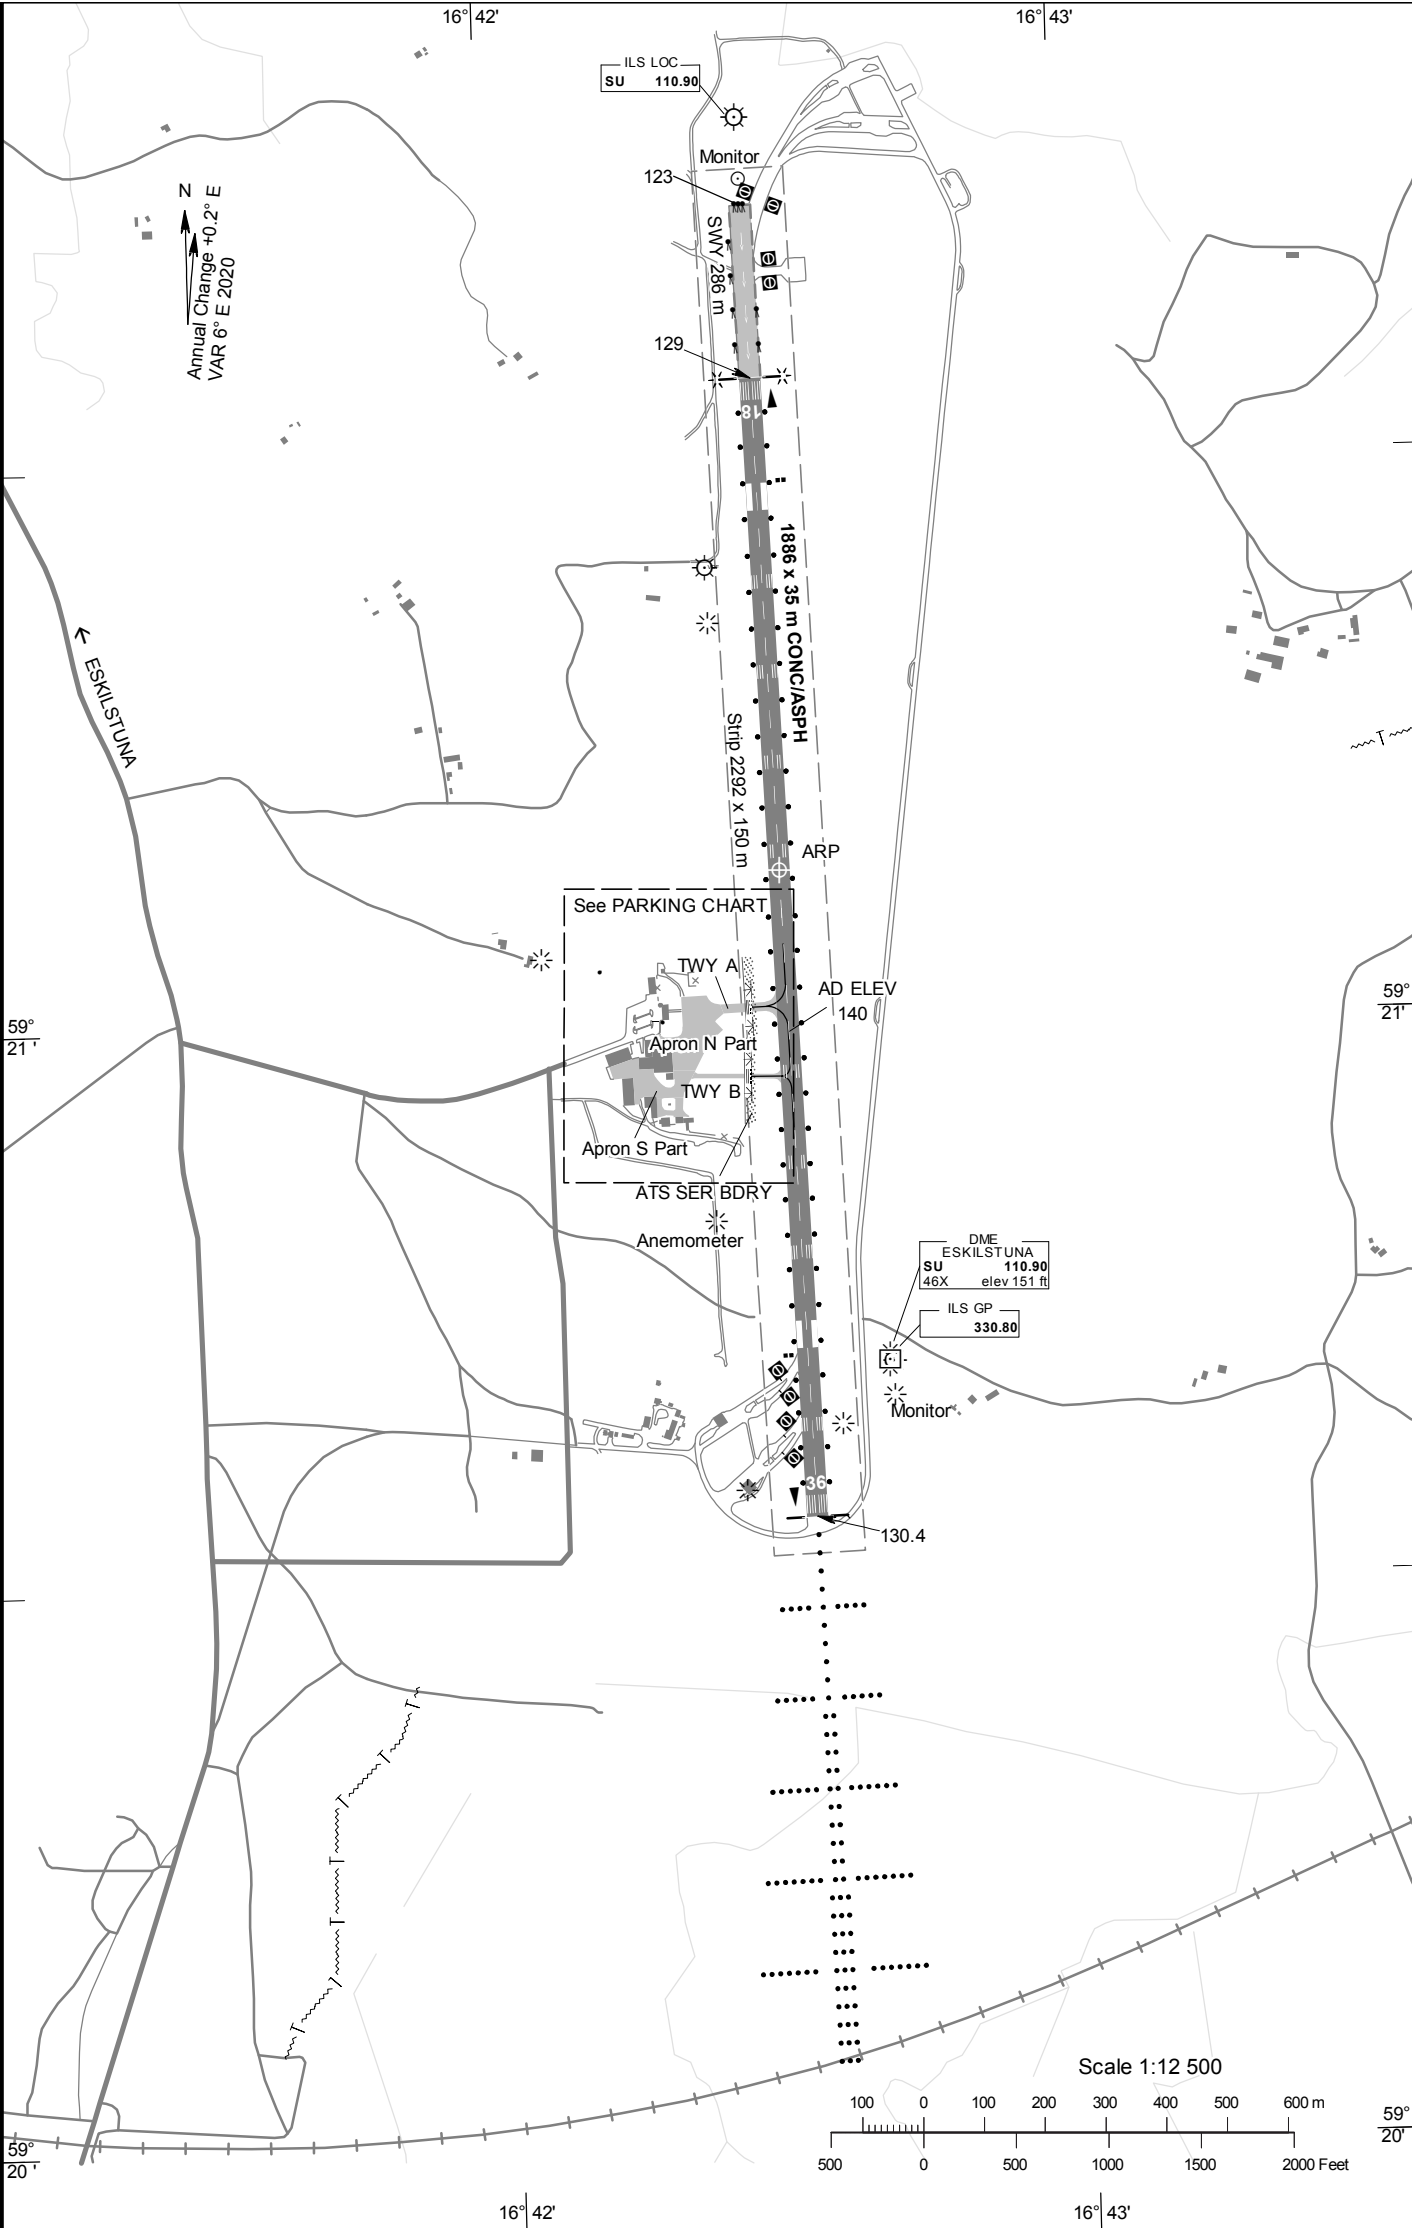 16° 42'
16° 43'
ILS LOC
SU 110.90
Monitor
123
N
Annual Change +0.2° E
VAR 6° E 2020
SWY 286 m
129
18
1886 x 35 m CONC/ASPH
← ESKILSTUNA
Strip 2292 x 150 m
ARP
See PARKING CHART
TWY A
AD ELEV
140
59°
21'
59°
21'
Apron N Part
TWY B
Apron S Part
ATS SER BDRY
Anemometer
DME
ESKILSTUNA
SU 110.90
46X elev 151 ft
ILS GP
330.80
Monitor
36
130.4
T
T
T
T
T
T
T
T
Scale 1:12 500
100 0 100 200 300 400 500 600 m
500 0 500 1000 1500 2000 Feet
59°
20'
59°
20'
16° 42'
16° 43'